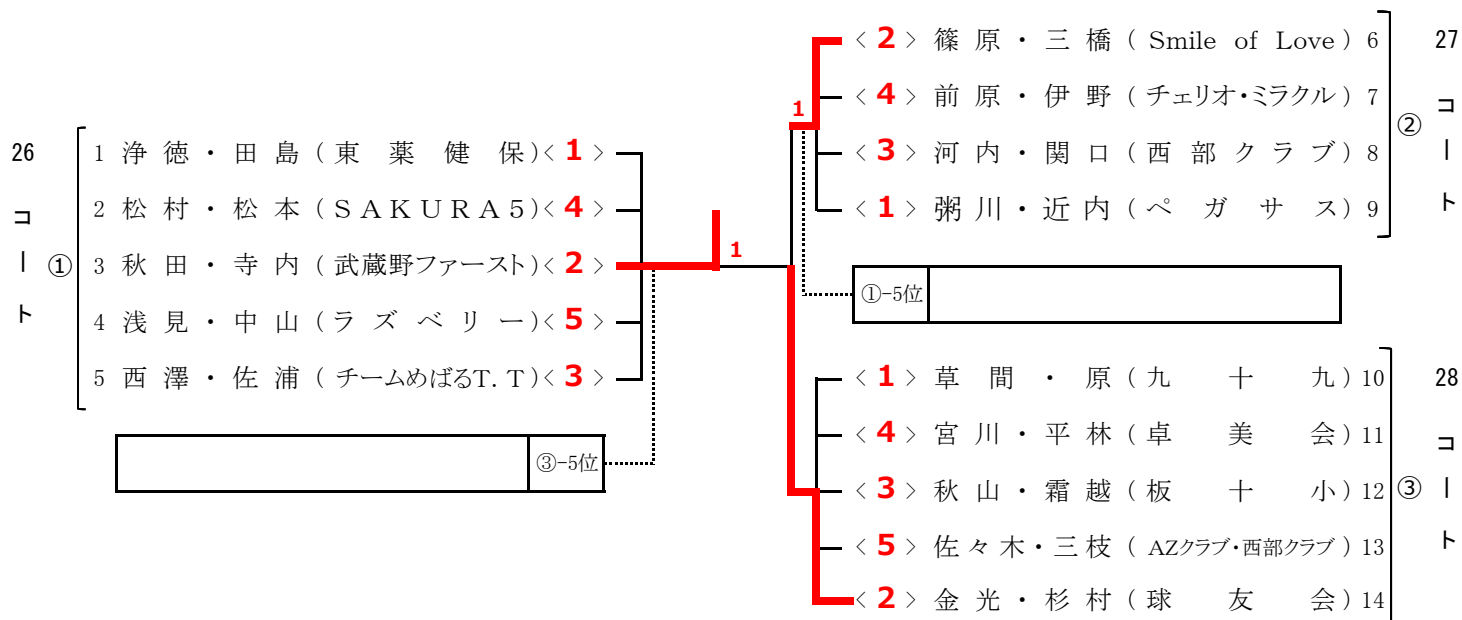 26 コート ①
1 浄徳・田島(東薬健保)<1>
2 松村・松本(SAKURA5)<4>
3 秋田・寺内(武蔵野ファースト)<2>
4 浅見・中山(ラズベリー)<5>
5 西澤・佐浦(チームめばるT.T)<3>
③-5位
1
1
<2>篠原・三橋(Smile of Love)6
<4>前原・伊野(チェリオ・ミラクル)7
<3>河内・関口(西部クラブ)8
<1>粥川・近内(ペガサス)9
② 27 コート
①-5位
<1>草間・原(九十九)10
<4>宮川・平林(卓美会)11
<3>秋山・霜越(板十小)12
<5>佐々木・三枝(AZクラブ・西部クラブ)13
<2>金光・杉村(球友会)14
③ 28 コート